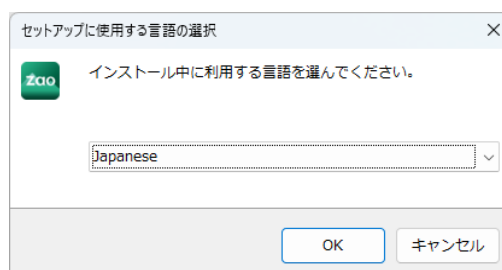 セットアップに使用する言語の選択
zao
インストール中に利用する言語を選んでください。
Japanese
OK
キャンセル